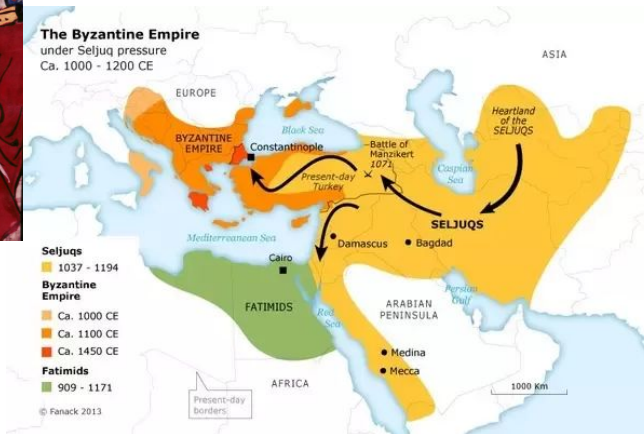 The Byzantine Empire
under Seljuq pressure
Ca. 1000 - 1200 CE
ASIA
EUROPE
Heartland
of the
SELJUQS
Black Sea
BYZANTINE
EMPIRE
Constantinople
Battle of
Manzikert
1071
Caspian
Sea
Present-day
Turkey
SELJUQS
Mediterranean Sea
Damascus
Bagdad
Cairo
Persian
Gulf
FATIMIDS
ARABIAN
PENINSULA
Red
Sea
Medina
Mecca
AFRICA
Present-day
borders
1000 Km
Seljuqs
1037 - 1194
Byzantine
Empire
Ca. 1000 CE
Ca. 1100 CE
Ca. 1450 CE
Fatimids
909 - 1171
© Fanack 2013